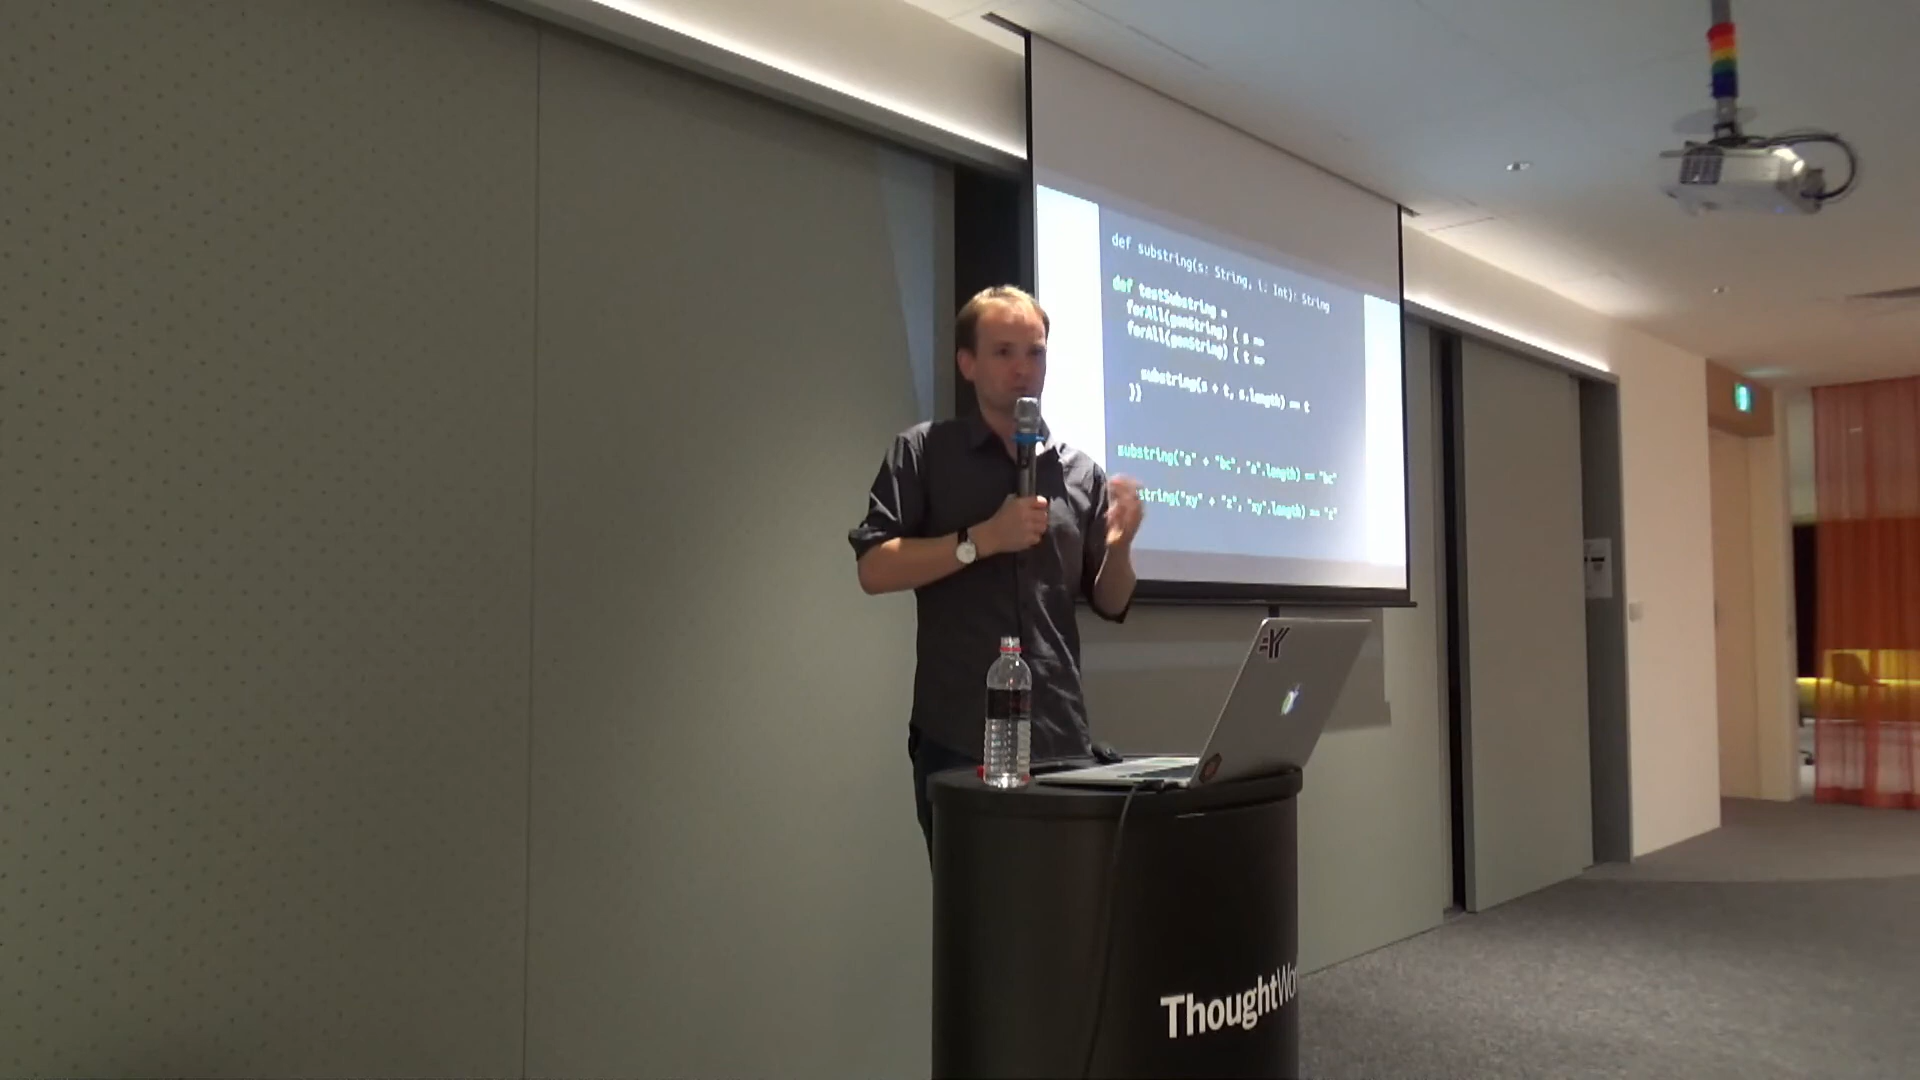 def substring(s: String, i: Int): String
def testSubstring =
forAll(genString) { s =>
forAll(genString) { t =>
substring(s + t, s.length) == t
}}
substring("a" + "bc", "a".length) == "bc"
string("xy" + "z", "xy".length) == "z"
ThoughtWor